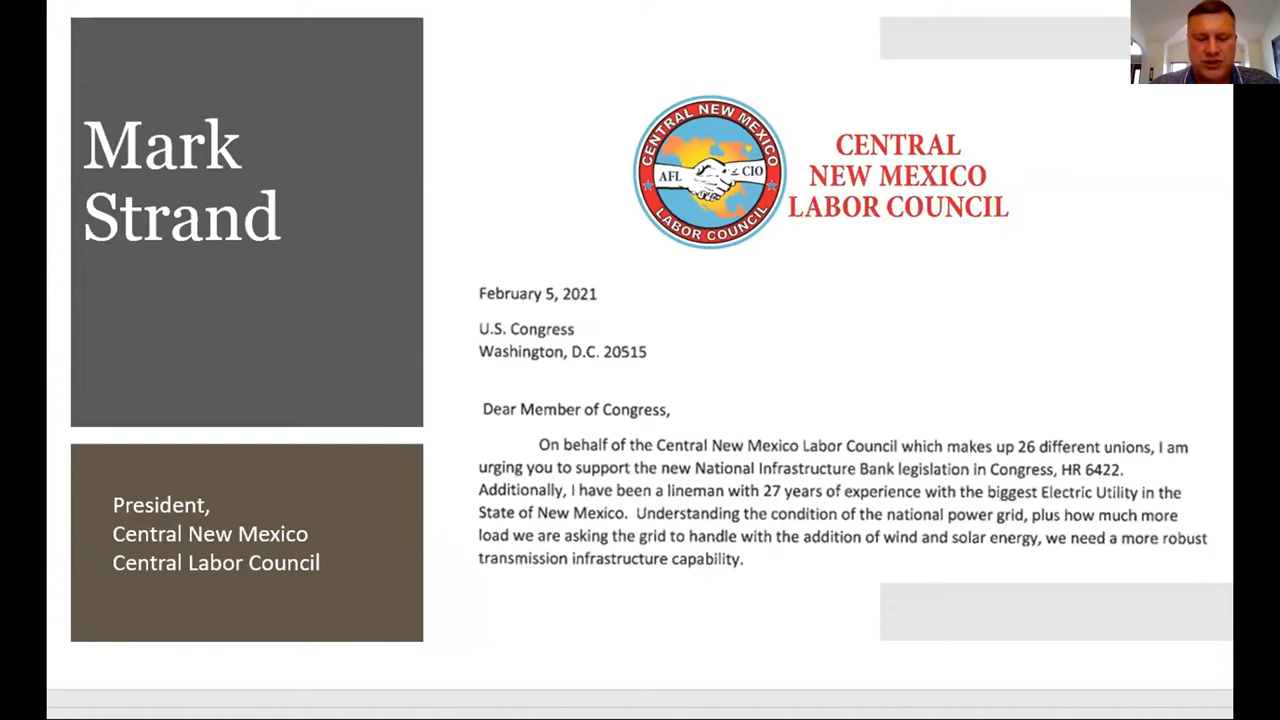 Mark
Strand
President,
Central New Mexico
Central Labor Council
CENTRAL NEW MEXICO
AFL CIO
LABOR COUNCIL
CENTRAL
NEW MEXICO
LABOR COUNCIL
February 5, 2021
U.S. Congress
Washington, D.C. 20515
Dear Member of Congress,
On behalf of the Central New Mexico Labor Council which makes up 26 different unions, I am
urging you to support the new National Infrastructure Bank legislation in Congress, HR 6422.
Additionally, I have been a lineman with 27 years of experience with the biggest Electric Utility in the
State of New Mexico. Understanding the condition of the national power grid, plus how much more
load we are asking the grid to handle with the addition of wind and solar energy, we need a more robust
transmission infrastructure capability.